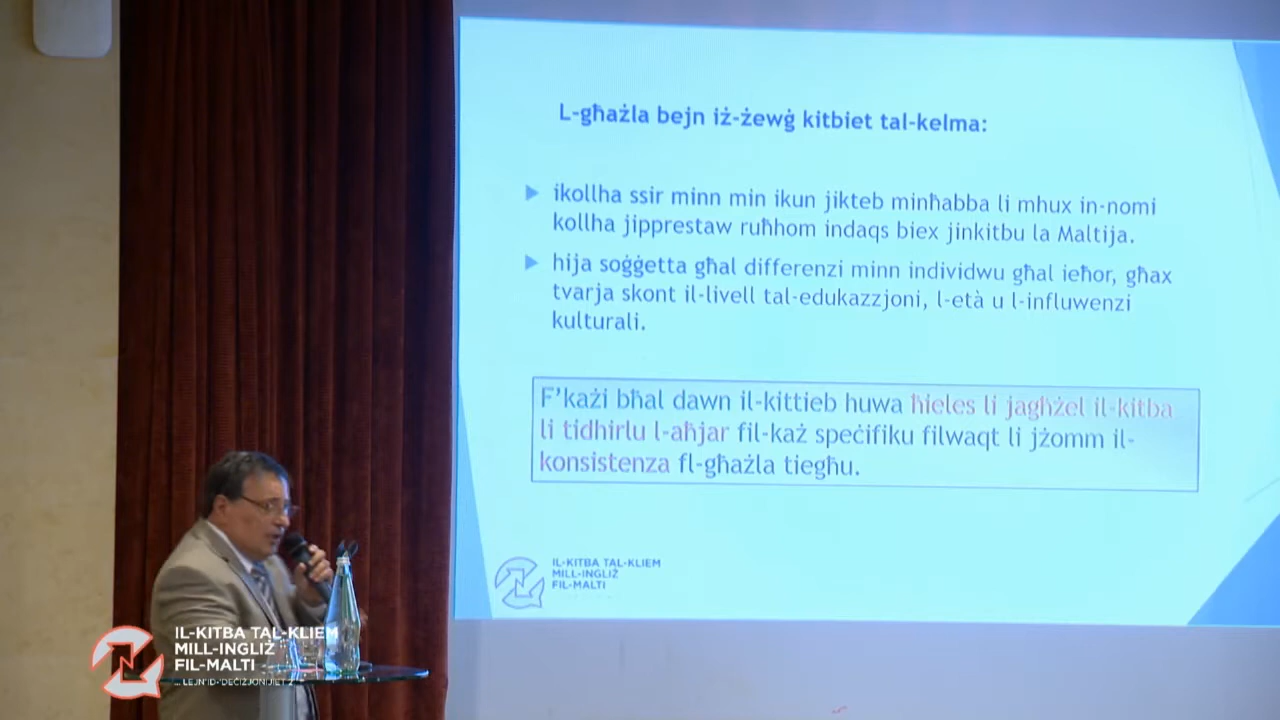 L-għażla bejn iż-żewġ kitbiet tal-kelma:
ikollha ssir minn min ikun jikteb minħabba li mhux in-nomi
kollha jipprestaw ruħhom indaqs biex jinkitbu la Maltija.
hija soġġetta għal differenzi minn individwu għal ieħor, għax
tvarja skont il-livell tal-edukazzjoni, l-età u l-influwenzi
kulturali.
F'każi bħal dawn il-kittieb huwa ħieles li jagħżel il-kitba
li tidhirlu l-aħjar fil-każ speċifiku filwaqt li jżomm il-
konsistenza fl-għażla tiegħu.
IL-KITBA TAL-KLIEM
MILL-INGLIŻ
FIL-MALTI
IL-KITBA TAL-KLIEM
MILL-INGLIŻ
FIL-MALTI
... LEJN ID-DEĊIŻJONIJIET 2